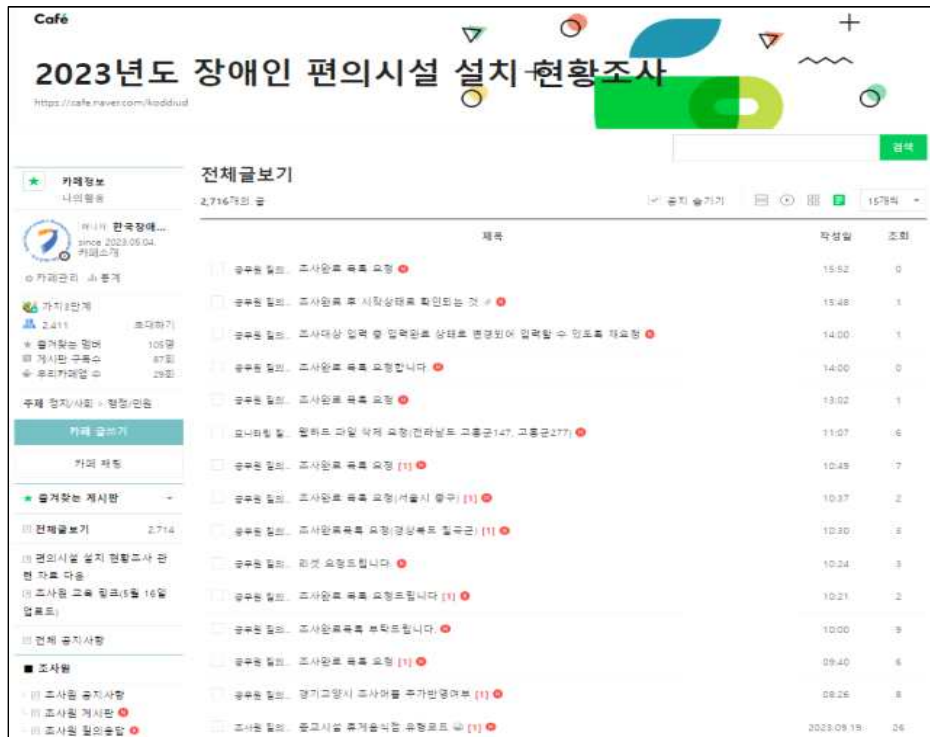 Café
2023년도 장애인 편의시설 설치 현황조사
https://cafe.naver.com/koddiud
검색
카페정보
나의활동
매니저 한국장애...
since 2023.05.04.
카페소개
카페관리 통계
가지3단계
2,411 초대하기
즐겨찾는 멤버 105명
게시판 구독수 87회
우리카페앱 수 29회
주제 정치/사회 > 행정/민원
카페 글쓰기
카페 채팅
즐겨찾는 게시판
전체글보기 2,714
편의시설 설치 현황조사 관
련 자료 다운
조사원 교육 링크(5월 16일
업로드)
전체 공지사항
■ 조사원
조사원 공지사항
조사원 게시판 N
조사원 질의응답 N
전체글보기
2,716개의 글 공지 숨기기 15개씩
제목 작성일 조회
공무원 질의.. 조사완료 목록 요청 N 15:52 0
공무원 질의.. 조사완료 후 시작상태로 확인되는 것 N 15:48 1
공무원 질의.. 조사대상 입력 중 입력완료 상태로 변경되어 입력할 수 있도록 재요청 N 14:00 1
공무원 질의.. 조사완료 목록 요청합니다. N 14:00 0
공무원 질의.. 조사완료 목록 요청 N 13:02 1
모니터링 질.. 웹하드 파일 삭제 요청(전라남도 고흥군147, 고흥군277) N 11:07 6
공무원 질의.. 조사완료 목록 요청 [1] N 10:49 7
공무원 질의.. 조사완료 목록 요청(서울시 중구) [1] N 10:37 2
공무원 질의.. 조사완료목록 요청(경상북도 칠곡군) [1] N 10:30 3
공무원 질의.. 리셋 요청드립니다. N 10:24 3
공무원 질의.. 조사완료 목록 요청드립니다 [1] N 10:21 2
공무원 질의.. 조사완료목록 부탁드립니다. N 10:00 9
공무원 질의.. 조사완료 목록 요청 [1] N 09:40 6
공무원 질의.. 경기고양시 조사어플 추가반영여부 [1] N 08:26 8
조사원 질의.. 종교시설 휴게음식점 유형코드 [1] N 2023.09.19. 26